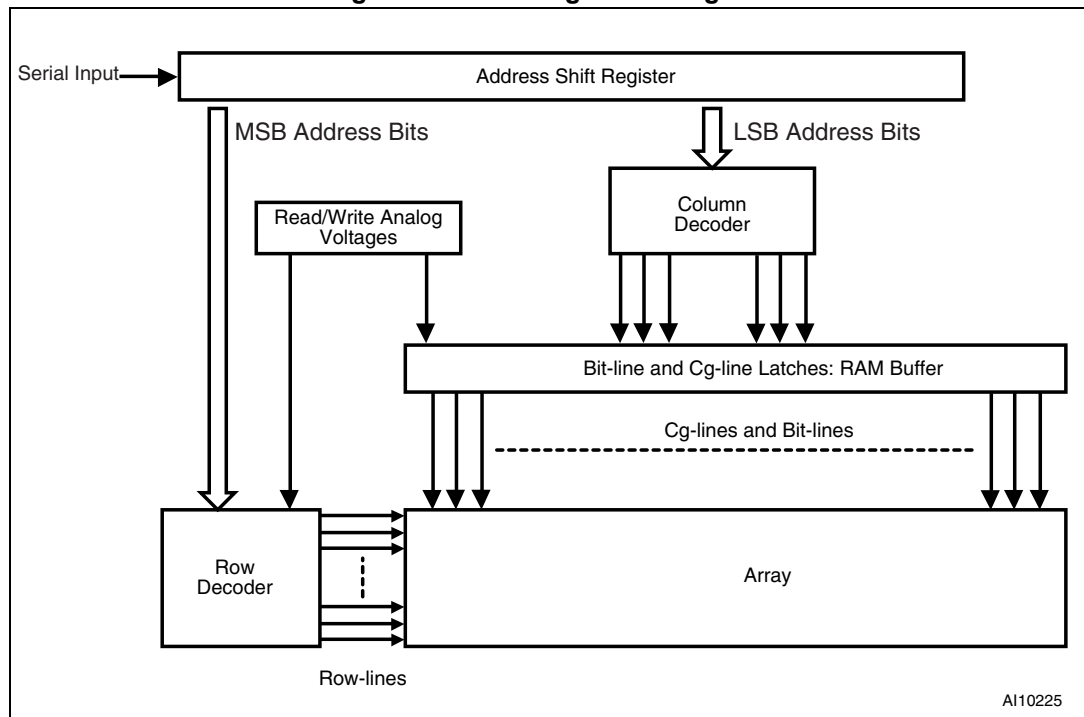 Serial Input
Address Shift Register
MSB Address Bits
LSB Address Bits
Read/Write Analog
Voltages
Column
Decoder
Bit-line and Cg-line Latches: RAM Buffer
Cg-lines and Bit-lines
Row
Decoder
Array
Row-lines
AI10225